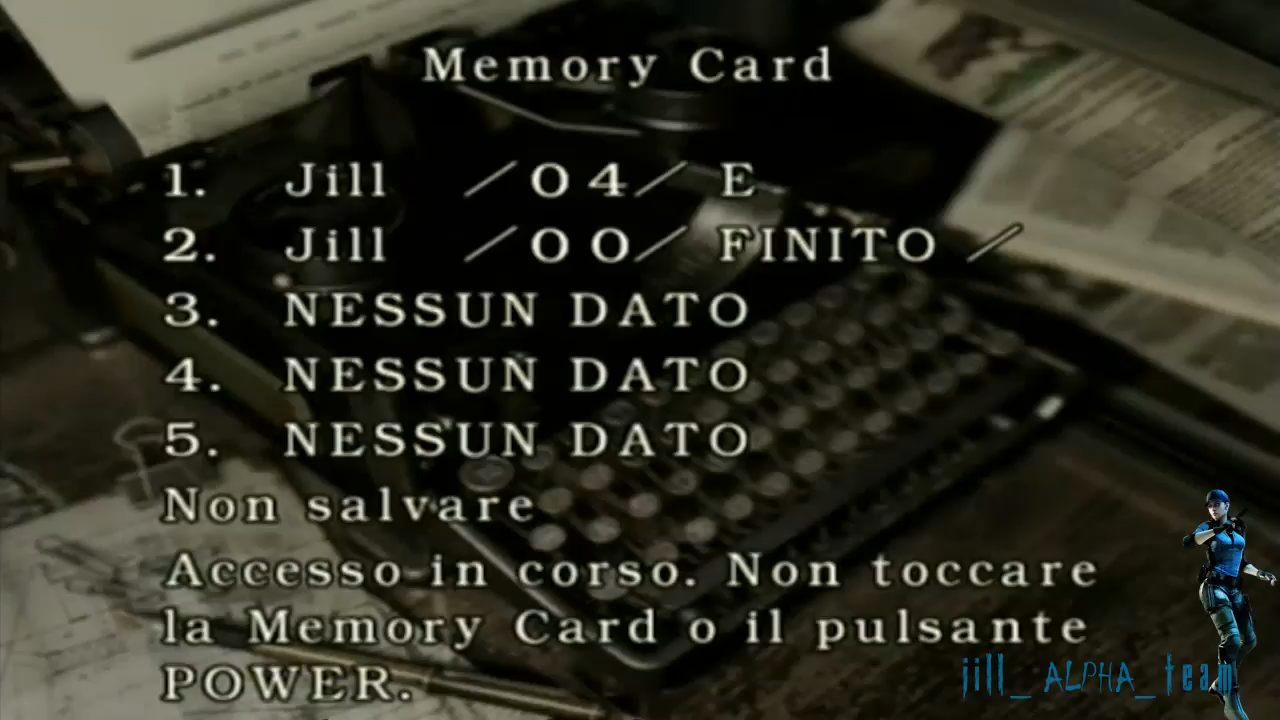 Memory Card
1. Jill /04/ E
2. Jill /00/ FINITO /
3. NESSUN DATO
4. NESSUN DATO
5. NESSUN DATO
Non salvare
Accesso in corso. Non toccare
la Memory Card o il pulsante
POWER.
jill_ALPHA_team